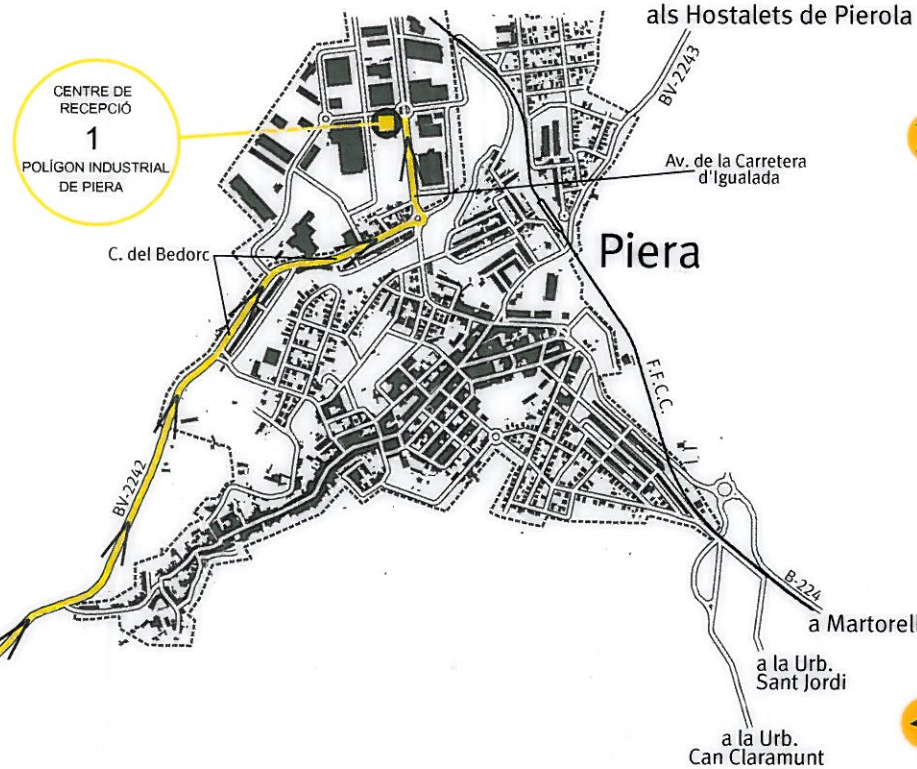 als Hostalets de Pierola
BV-2243
CENTRE DE
RECEPCIÓ
1
POLÍGON INDUSTRIAL
DE PIERA
Av. de la Carretera
d'Igualada
Piera
C. del Bedorc
F.F.C.C.
BV-2242
B-224
a Martorell
a la Urb.
Sant Jordi
a la Urb.
Can Claramunt